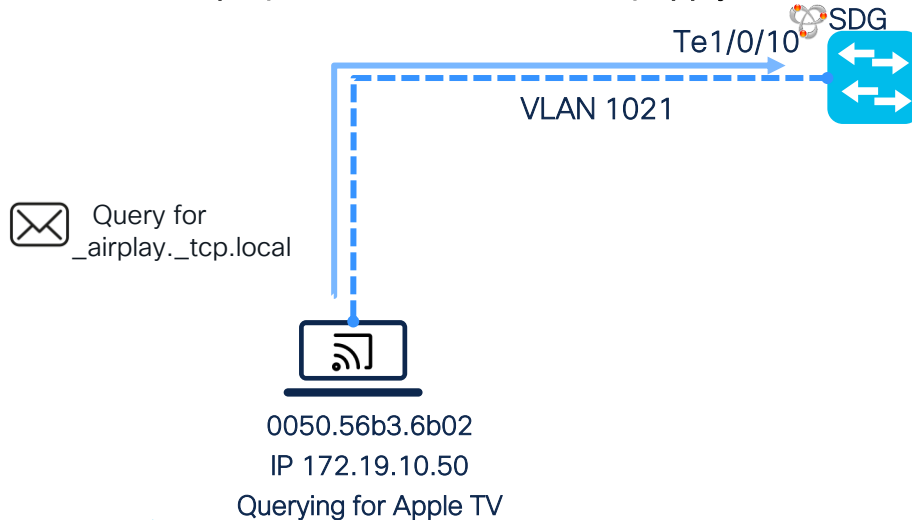 SDG
Te1/0/10
VLAN 1021
Query for
_airplay._tcp.local
0050.56b3.6b02
IP 172.19.10.50
Querying for Apple TV